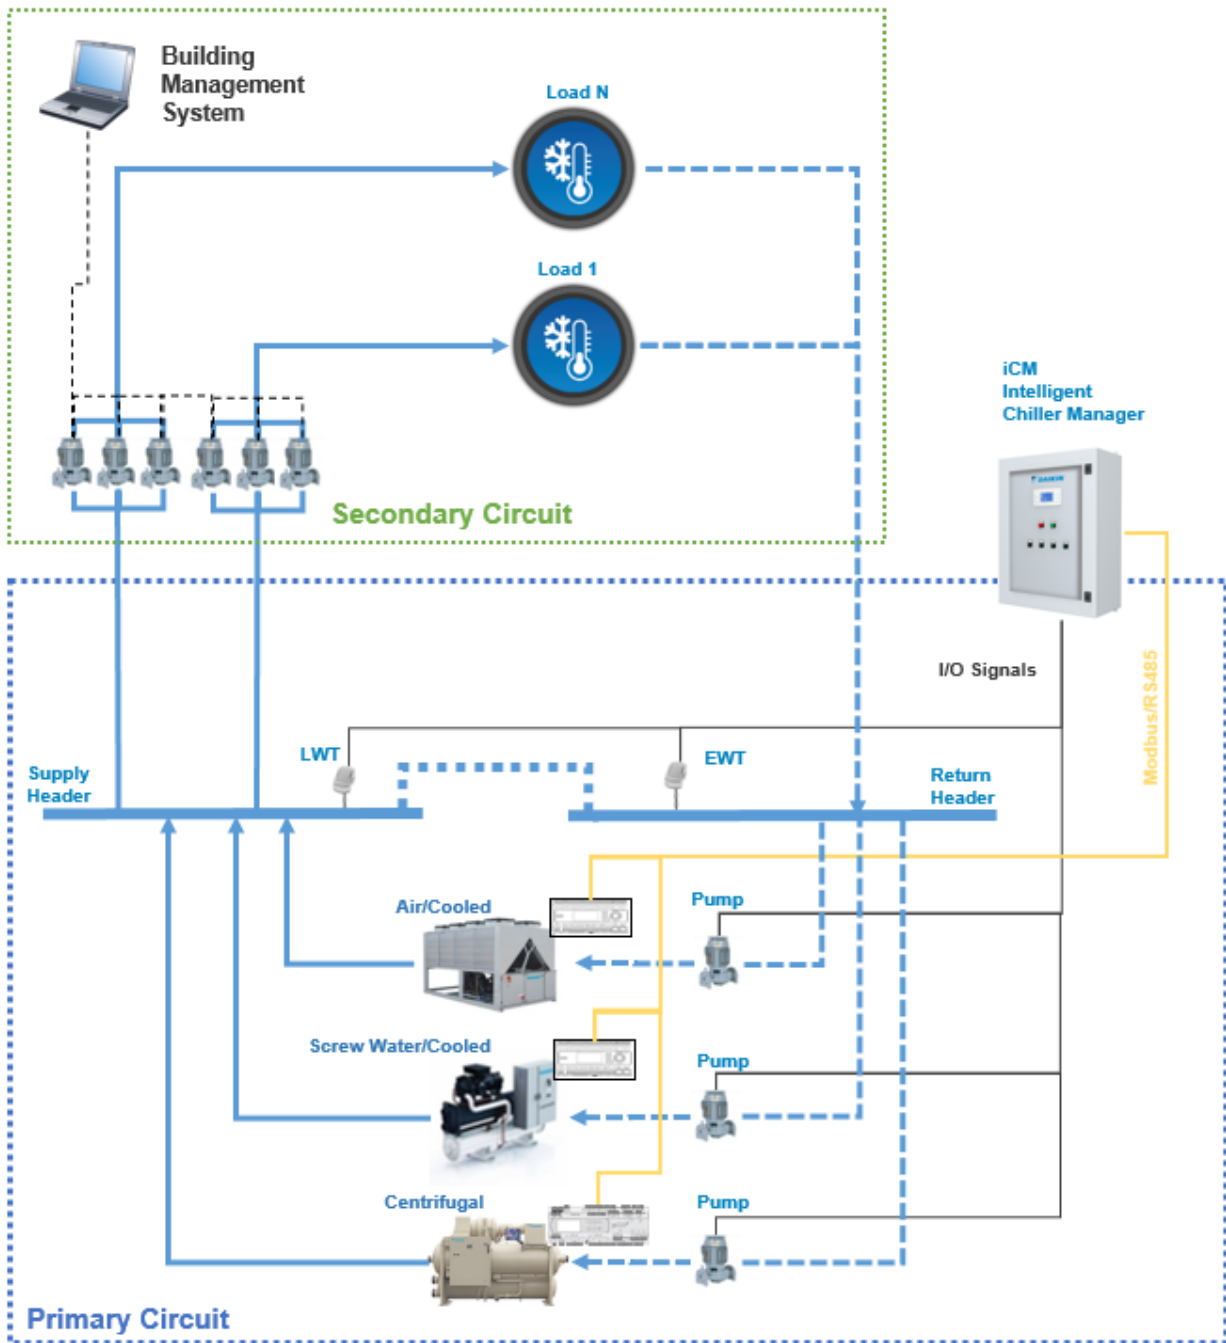 Building
Management
System
Load N
Load 1
iCM
Intelligent
Chiller Manager
DAIKIN
Secondary Circuit
I/O Signals
Modbus/RS485
LWT
EWT
Supply
Header
Return
Header
Air/Cooled
Pump
Screw Water/Cooled
Pump
Centrifugal
Pump
Primary Circuit